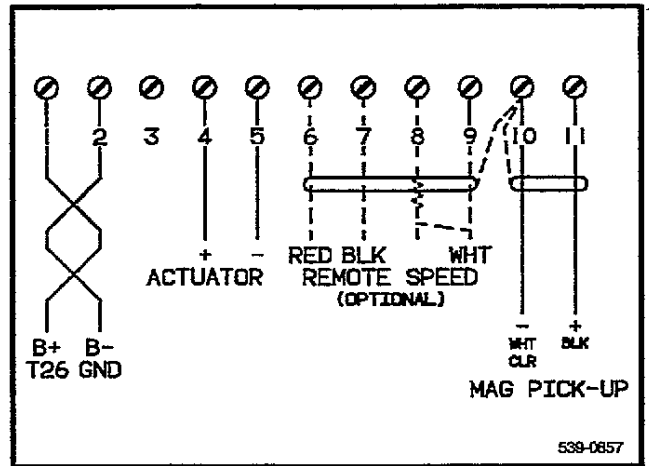 2 3 4 5 6 7 8 9 10 11
+ - RED BLK WHT
ACTUATOR REMOTE SPEED
(OPTIONAL)
B+ B- - +
T26 GND WHT BLK
CLR
MAG PICK-UP
539-0857